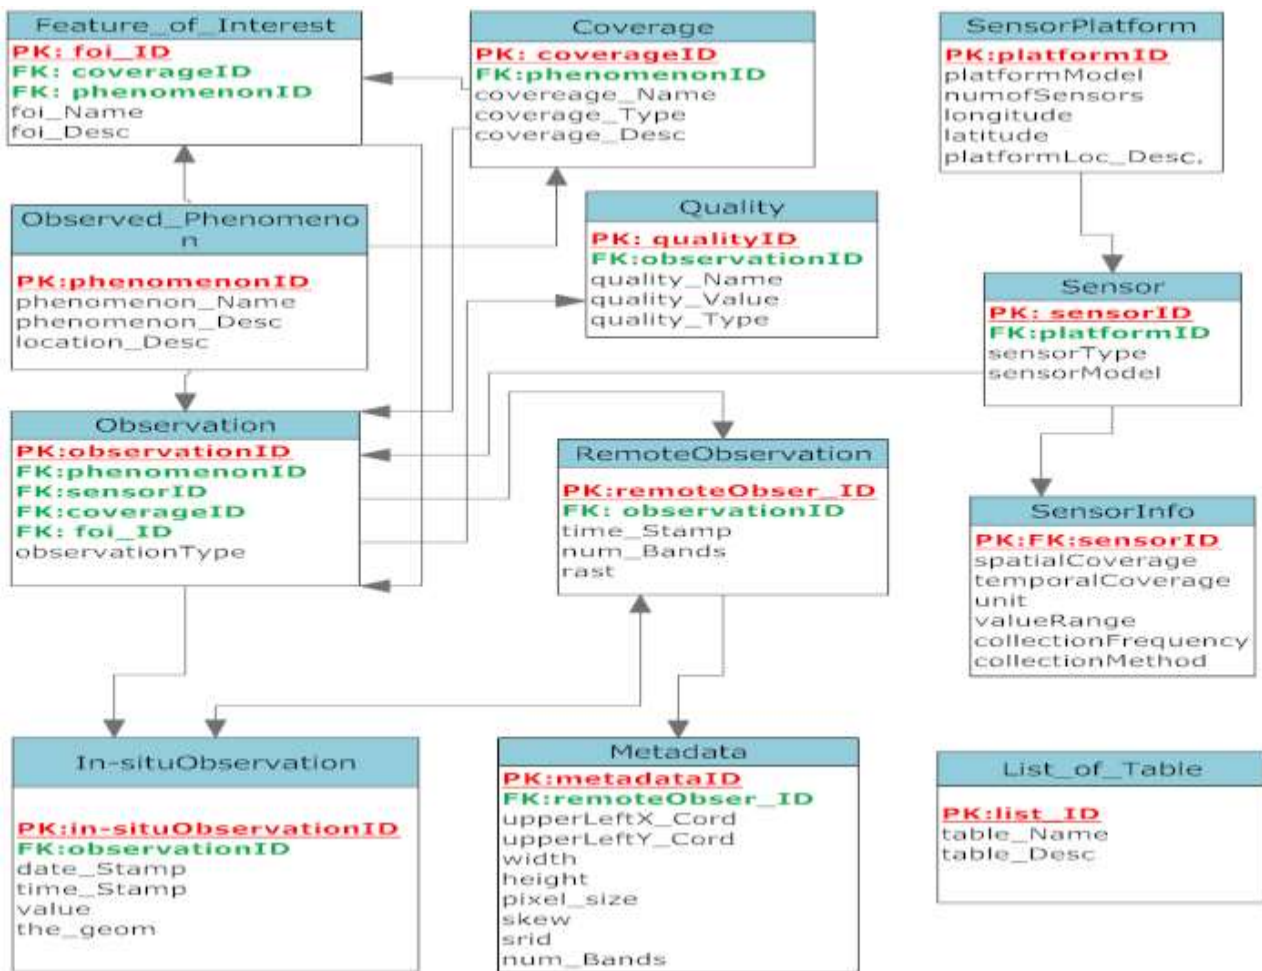 Feature_of_Interest
PK: foi_ID
FK: coverageID
FK: phenomenonID
foi_Name
foi_Desc
Coverage
PK: coverageID
FK:phenomenonID
covereage_Name
coverage_Type
coverage_Desc
SensorPlatform
PK:platformID
platformModel
numofSensors
longitude
latitude
platformLoc_Desc,
Observed_Phenomeno
n
PK:phenomenonID
phenomenon_Name
phenomenon_Desc
location_Desc
Quality
PK: qualityID
FK:observationID
quality_Name
quality_Value
quality_Type
Sensor
PK: sensorID
FK:platformID
sensorType
sensorModel
Observation
PK:observationID
FK:phenomenonID
FK:sensorID
FK:coverageID
FK: foi_ID
observationType
RemoteObservation
PK:remoteObser_ID
FK: observationID
time_Stamp
num_Bands
rast
SensorInfo
PK:FK:sensorID
spatialCoverage
temporalCoverage
unit
valueRange
collectionFrequency
collectionMethod
In-situObservation
PK:in-situObservationID
FK:observationID
date_Stamp
time_Stamp
value
the_geom
Metadata
PK:metadataID
FK:remoteObser_ID
upperLeftX_Cord
upperLeftY_Cord
width
height
pixel_size
skew
srid
num_Bands
List_of_Table
PK:list_ID
table_Name
table_Desc